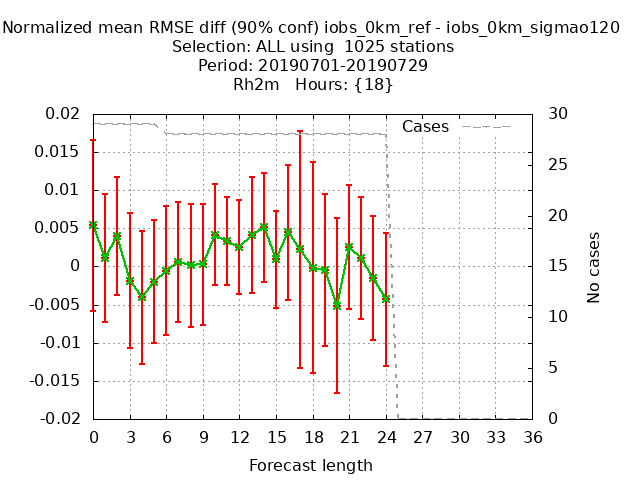 Normalized mean RMSE diff (90% conf) iobs_0km_ref - iobs_0km_sigmao120
Selection: ALL using  1025 stations
Period: 20190701-20190729
Rh2m   Hours: {18}
Cases
0.02
0.015
0.01
0.005
0
-0.005
-0.01
-0.015
-0.02
30
25
20
15
10
5
0
No cases
0 3 6 9 12 15 18 21 24 27 30 33 36
Forecast length